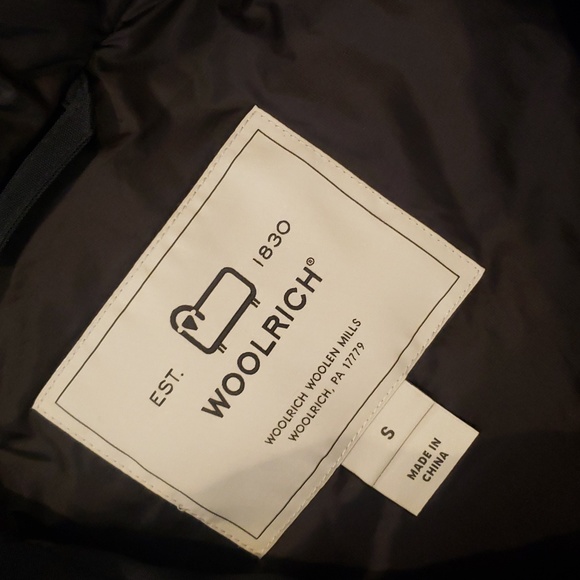 EST. 1830
WOOLRICH®
WOOLRICH WOOLEN MILLS
WOOLRICH, PA 17779
S
MADE IN
CHINA